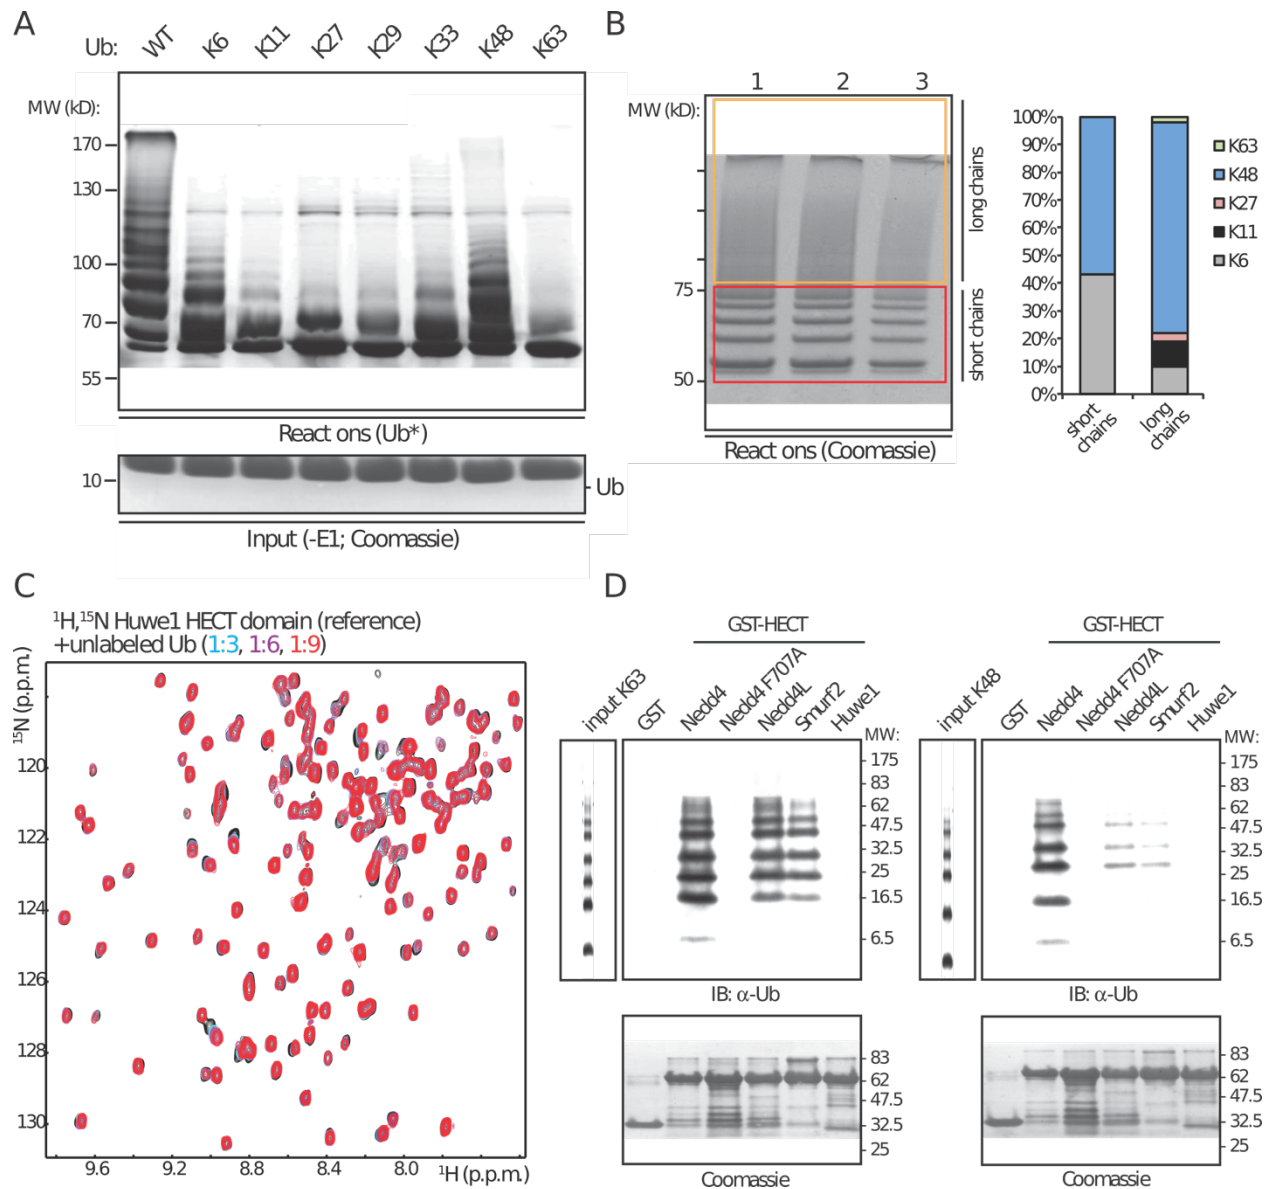 A
Ub: WT K6 K11 K27 K29 K33 K48 K63
MW (kD):
170
130
100
70
55
React ons (Ub*)
10
Ub
Input (-E1; Coomassie)
B
1 2 3
MW (kD):
75
50
long chains
short chains
React ons (Coomassie)
100%
90%
80%
70%
60%
50%
40%
30%
20%
10%
0%
short chains
long chains
K63
K48
K27
K11
K6
C
¹H,¹⁵N Huwe1 HECT domain (reference)
+unlabeled Ub (1:3, 1:6, 1:9)
¹⁵N (p.p.m.)
120
122
124
126
128
130
9.6 9.2 8.8 8.4 8.0
¹H (p.p.m.)
D
GST-HECT
input K63 GST Nedd4 Nedd4 F707A Nedd4L Smurf2 Huwe1
MW:
175
83
62
47.5
32.5
25
16.5
6.5
IB: α-Ub
83
62
47.5
32.5
25
Coomassie
GST-HECT
input K48 GST Nedd4 Nedd4 F707A Nedd4L Smurf2 Huwe1
MW:
175
83
62
47.5
32.5
25
16.5
6.5
IB: α-Ub
83
62
47.5
32.5
25
Coomassie